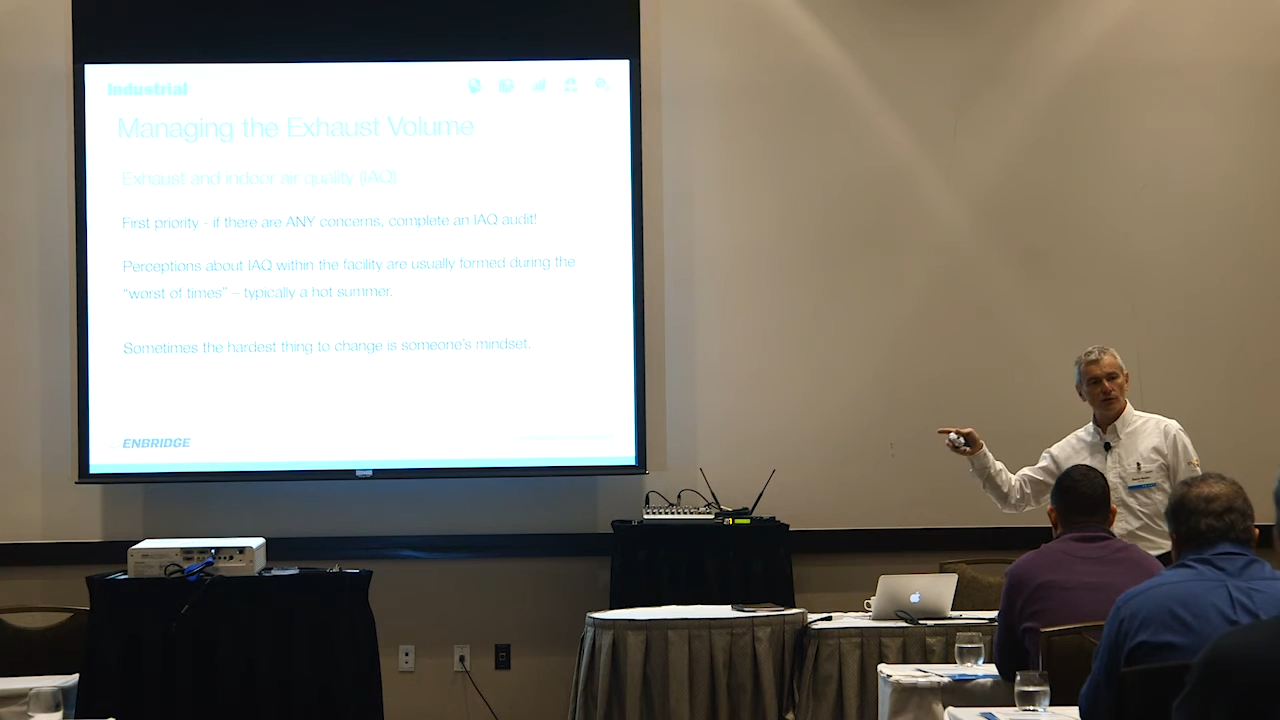 Industrial
Managing the Exhaust Volume
Exhaust and indoor air quality (IAQ)
First priority - if there are ANY concerns, complete an IAQ audit!
Perceptions about IAQ within the facility are usually formed during the
“worst of times” – typically a hot summer.
Sometimes the hardest thing to change is someone's mindset.
ENBRIDGE